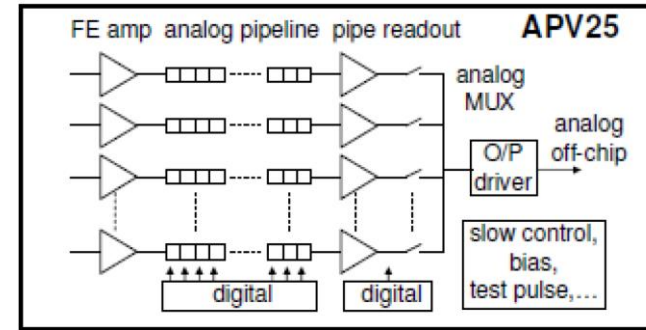 FE amp analog pipeline pipe readout APV25
analog
MUX
analog
off-chip
O/P
driver
slow control,
bias,
test pulse,...
digital
digital